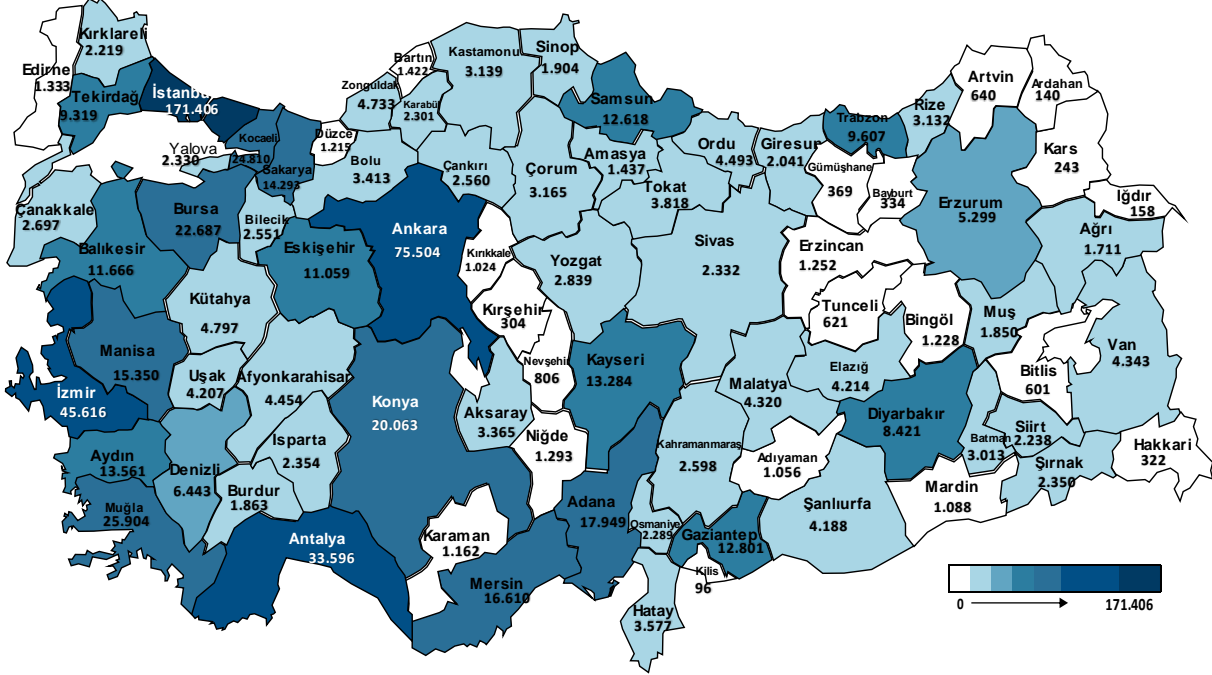 Kırklareli
2.219
Edirne
1.333
Tekirdağ
9.319
İstanbu
171.406
Yalova
2.330
Kocaeli
24.810
Sakarya
14.293
Düzce
1.215
Zonguldak
4.733
Bartın
1.422
Karabük
2.301
Kastamonu
3.139
Sinop
1.904
Samsun
12.618
Ordu
4.493
Giresun
2.041
Trabzon
9.607
Rize
3.132
Artvin
640
Ardahan
140
Kars
243
Iğdır
158
Gümüşhane
369
Bayburt
334
Erzurum
5.299
Ağrı
1.711
Bolu
3.413
Çankırı
2.560
Çorum
3.165
Amasya
1.437
Tokat
3.818
Çanakkale
2.697
Balıkesir
11.666
Bursa
22.687
Bilecik
2.551
Eskişehir
11.059
Ankara
75.504
Kırıkkale
1.024
Yozgat
2.839
Sivas
2.332
Erzincan
1.252
Tunceli
621
Bingöl
1.228
Muş
1.850
Bitlis
601
Van
4.343
Kütahya
4.797
Kırşehir
304
Nevşehir
806
Kayseri
13.284
Malatya
4.320
Elazığ
4.214
Diyarbakır
8.421
Batman
3.013
Siirt
2.238
Şırnak
2.350
Hakkari
322
Manisa
15.350
İzmir
45.616
Uşak
4.207
Afyonkarahisar
4.454
Konya
20.063
Aksaray
3.365
Niğde
1.293
Kahramanmaraş
2.598
Adıyaman
1.056
Şanlıurfa
4.188
Mardin
1.088
Aydın
13.561
Denizli
6.443
Isparta
2.354
Burdur
1.863
Muğla
25.904
Antalya
33.596
Karaman
1.162
Mersin
16.610
Adana
17.949
Osmaniye
2.289
Gaziantep
12.801
Kilis
96
Hatay
3.577
0
171.406